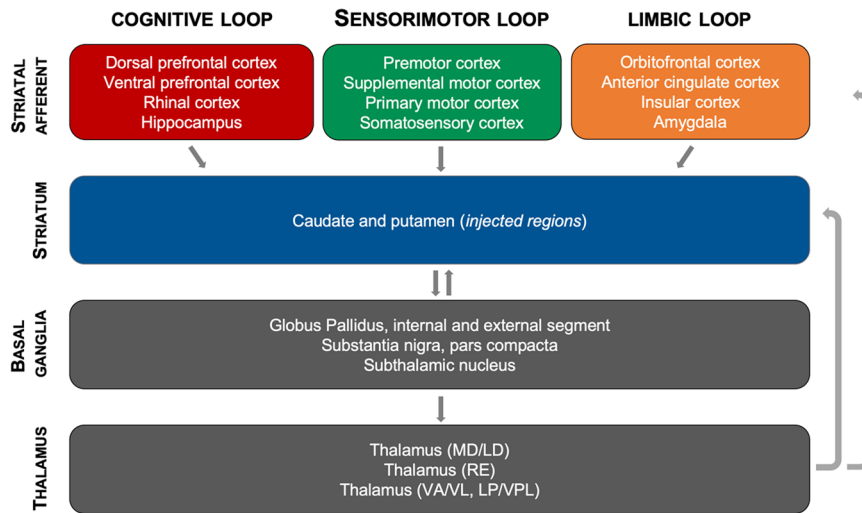 COGNITIVE LOOP
SENSORIMOTOR LOOP
LIMBIC LOOP
STRIATAL
AFFERENT
Dorsal prefrontal cortex
Ventral prefrontal cortex
Rhinal cortex
Hippocampus
Premotor cortex
Supplemental motor cortex
Primary motor cortex
Somatosensory cortex
Orbitofrontal cortex
Anterior cingulate cortex
Insular cortex
Amygdala
STRIATUM
Caudate and putamen (injected regions)
BASAL
GANGLIA
Globus Pallidus, internal and external segment
Substantia nigra, pars compacta
Subthalamic nucleus
THALAMUS
Thalamus (MD/LD)
Thalamus (RE)
Thalamus (VA/VL, LP/VPL)